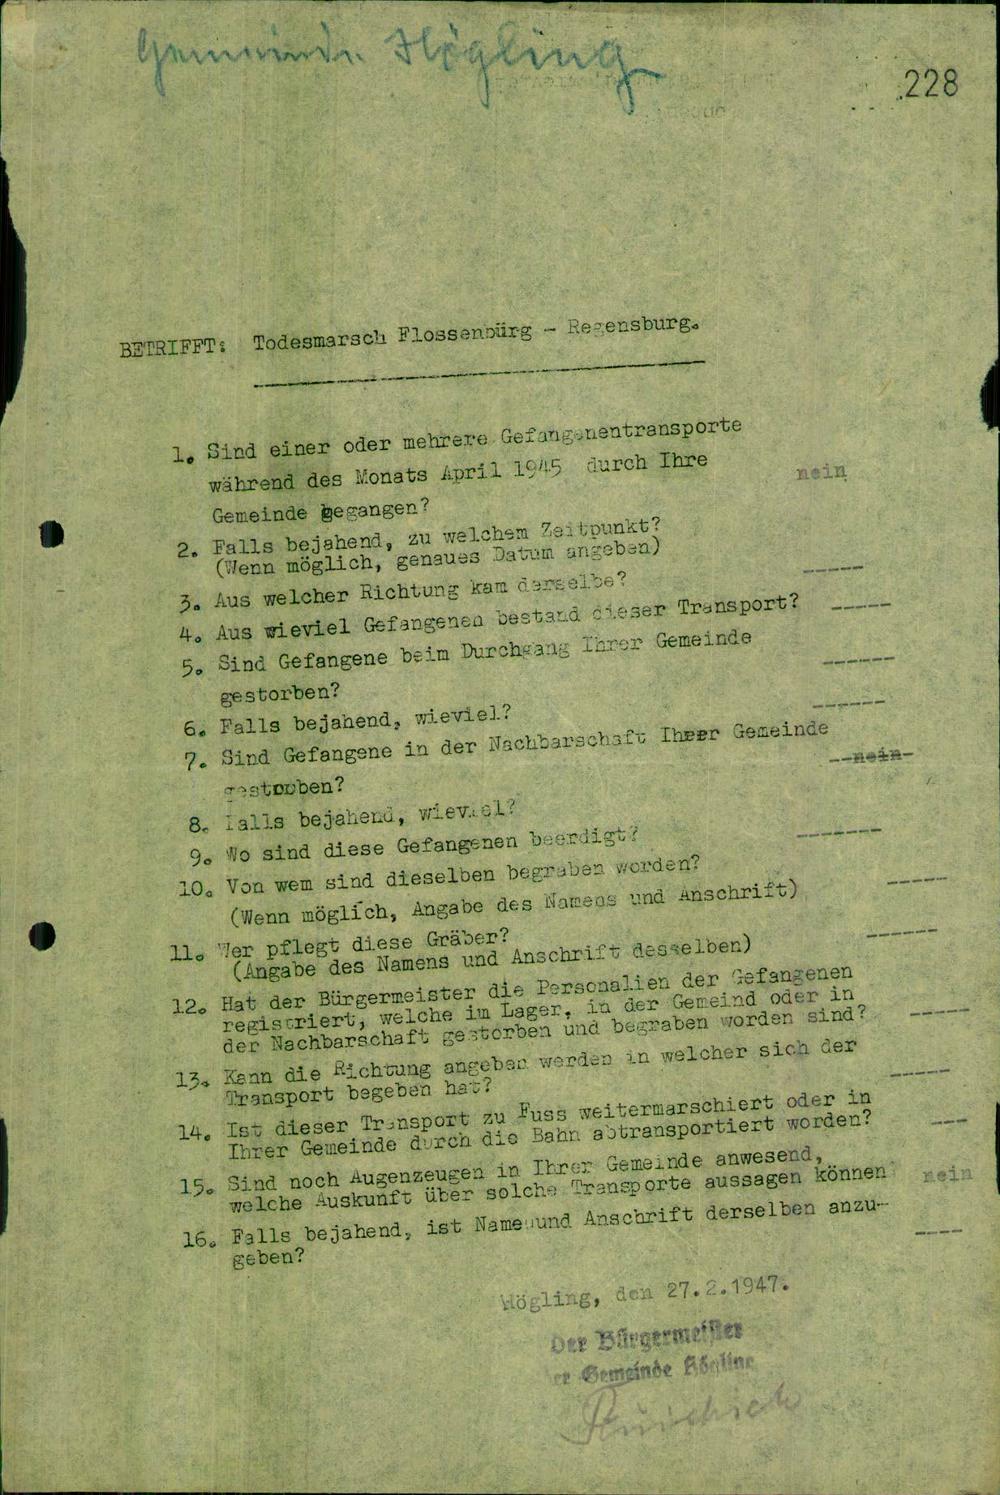 Gemeinde Högling
228
BETRIFFT: Todesmarsch Flossenbürg - Regensburg.
1. Sind einer oder mehrere Gefangenentransporte
während des Monats April 1945 durch Ihre
nein
Gemeinde gegangen?
2. Falls bejahend, zu welchem Zeitpunkt?
(Wenn möglich, genaues Datum angeben)
------
3. Aus welcher Richtung kam derselbe?
4. Aus wieviel Gefangenen bestand dieser Transport?
------
5. Sind Gefangene beim Durchgang Ihrer Gemeinde
-------
gestorben?
6. Falls bejahend, wieviel?
-------
7. Sind Gefangene in der Nachbarschaft Iheer Gemeinde
--nein-
gestobben?
8. Falls bejahend, wieviel?
9. Wo sind diese Gefangenen beerdigt?
--------
10. Von wem sind dieselben begraben worden?
(Wenn möglich, Angabe des Namens und Anschrift)
------
11. Wer pflegt diese Gräber?
(Angabe des Namens und Anschrift desselben)
-------
12. Hat der Bürgermeister die Personalien der Gefangenen
registriert, welche im Lager, in der Gemeind oder in
der Nachbarschaft gestorben und begraben worden sind?
------
13. Kann die Richtung angeben werden in welcher sich der
Transport begeben hat?
------
14. Ist dieser Transport zu Fuss weitermarschiert oder in
Ihrer Gemeinde durch die Bahn abtransportiert worden?
----
15. Sind noch Augenzeugen in Ihrer Gemeinde anwesend,
welche Auskunft über solche Transporte aussagen können
nein
16. Falls bejahend, ist Name und Anschrift derselben anzu-
geben?
-----
Högling, den 27.2.1947.
Der Bürgermeister
der Gemeinde Högling